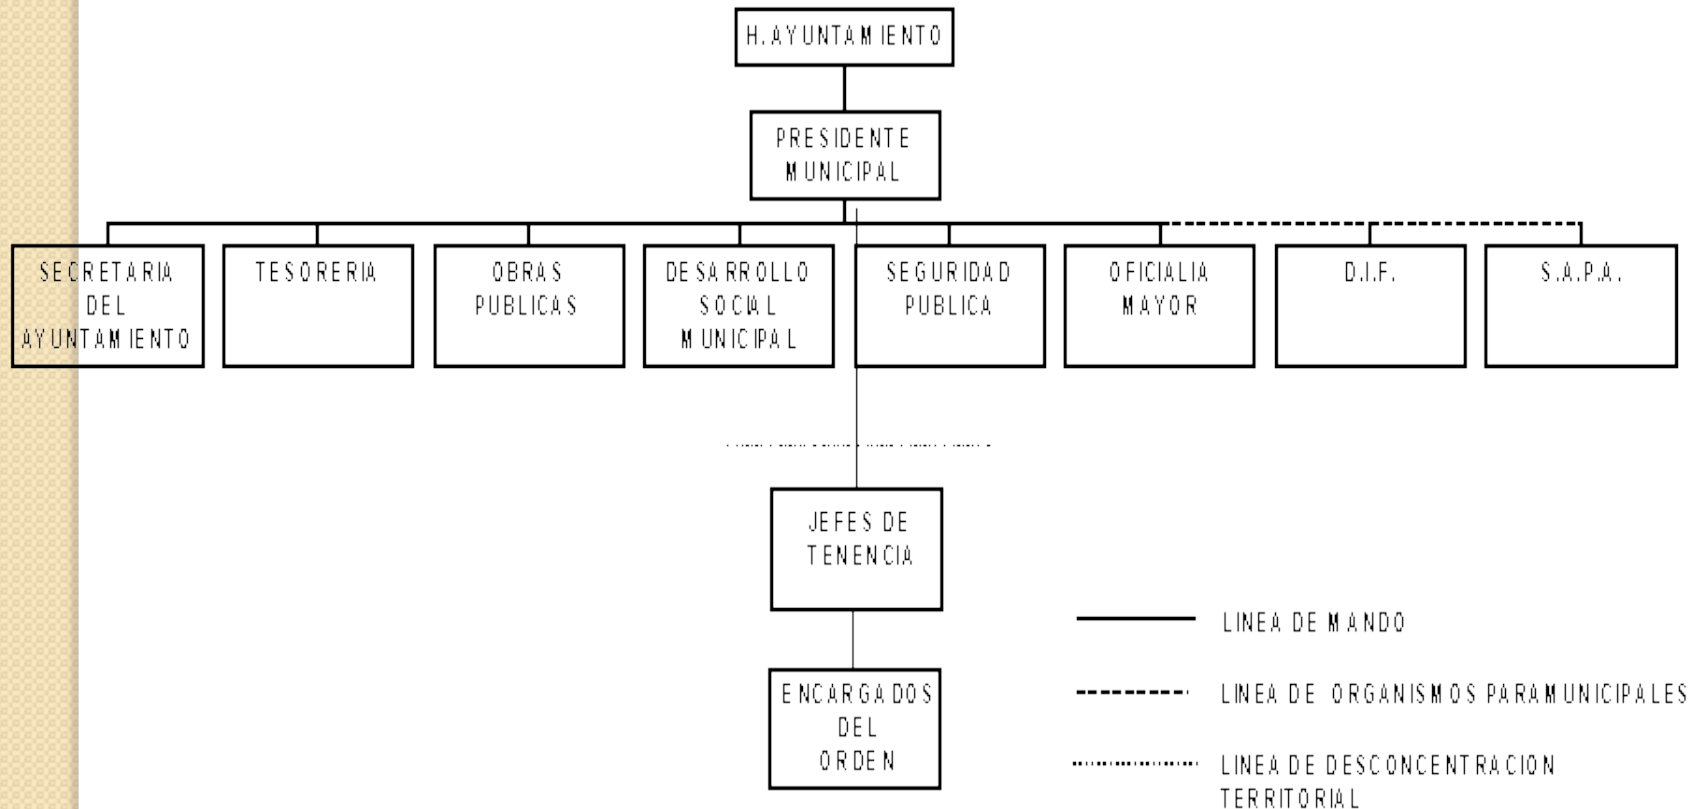 H. AYUNTAMIENTO
PRESIDENTE
MUNICIPAL
SECRETARIA
DEL
AYUNTAMIENTO
TESORERIA
OBRAS
PUBLICAS
DESARROLLO
SOCIAL
MUNICIPAL
SEGURIDAD
PUBLICA
OFICIALIA
MAYOR
D.I.F.
S.A.P.A.
JEFES DE
TENENCIA
ENCARGADOS
DEL
ORDEN
LINEA DE MANDO
LINEA DE ORGANISMOS PARAMUNICIPALES
LINEA DE DESCONCENTRACION
TERRITORIAL